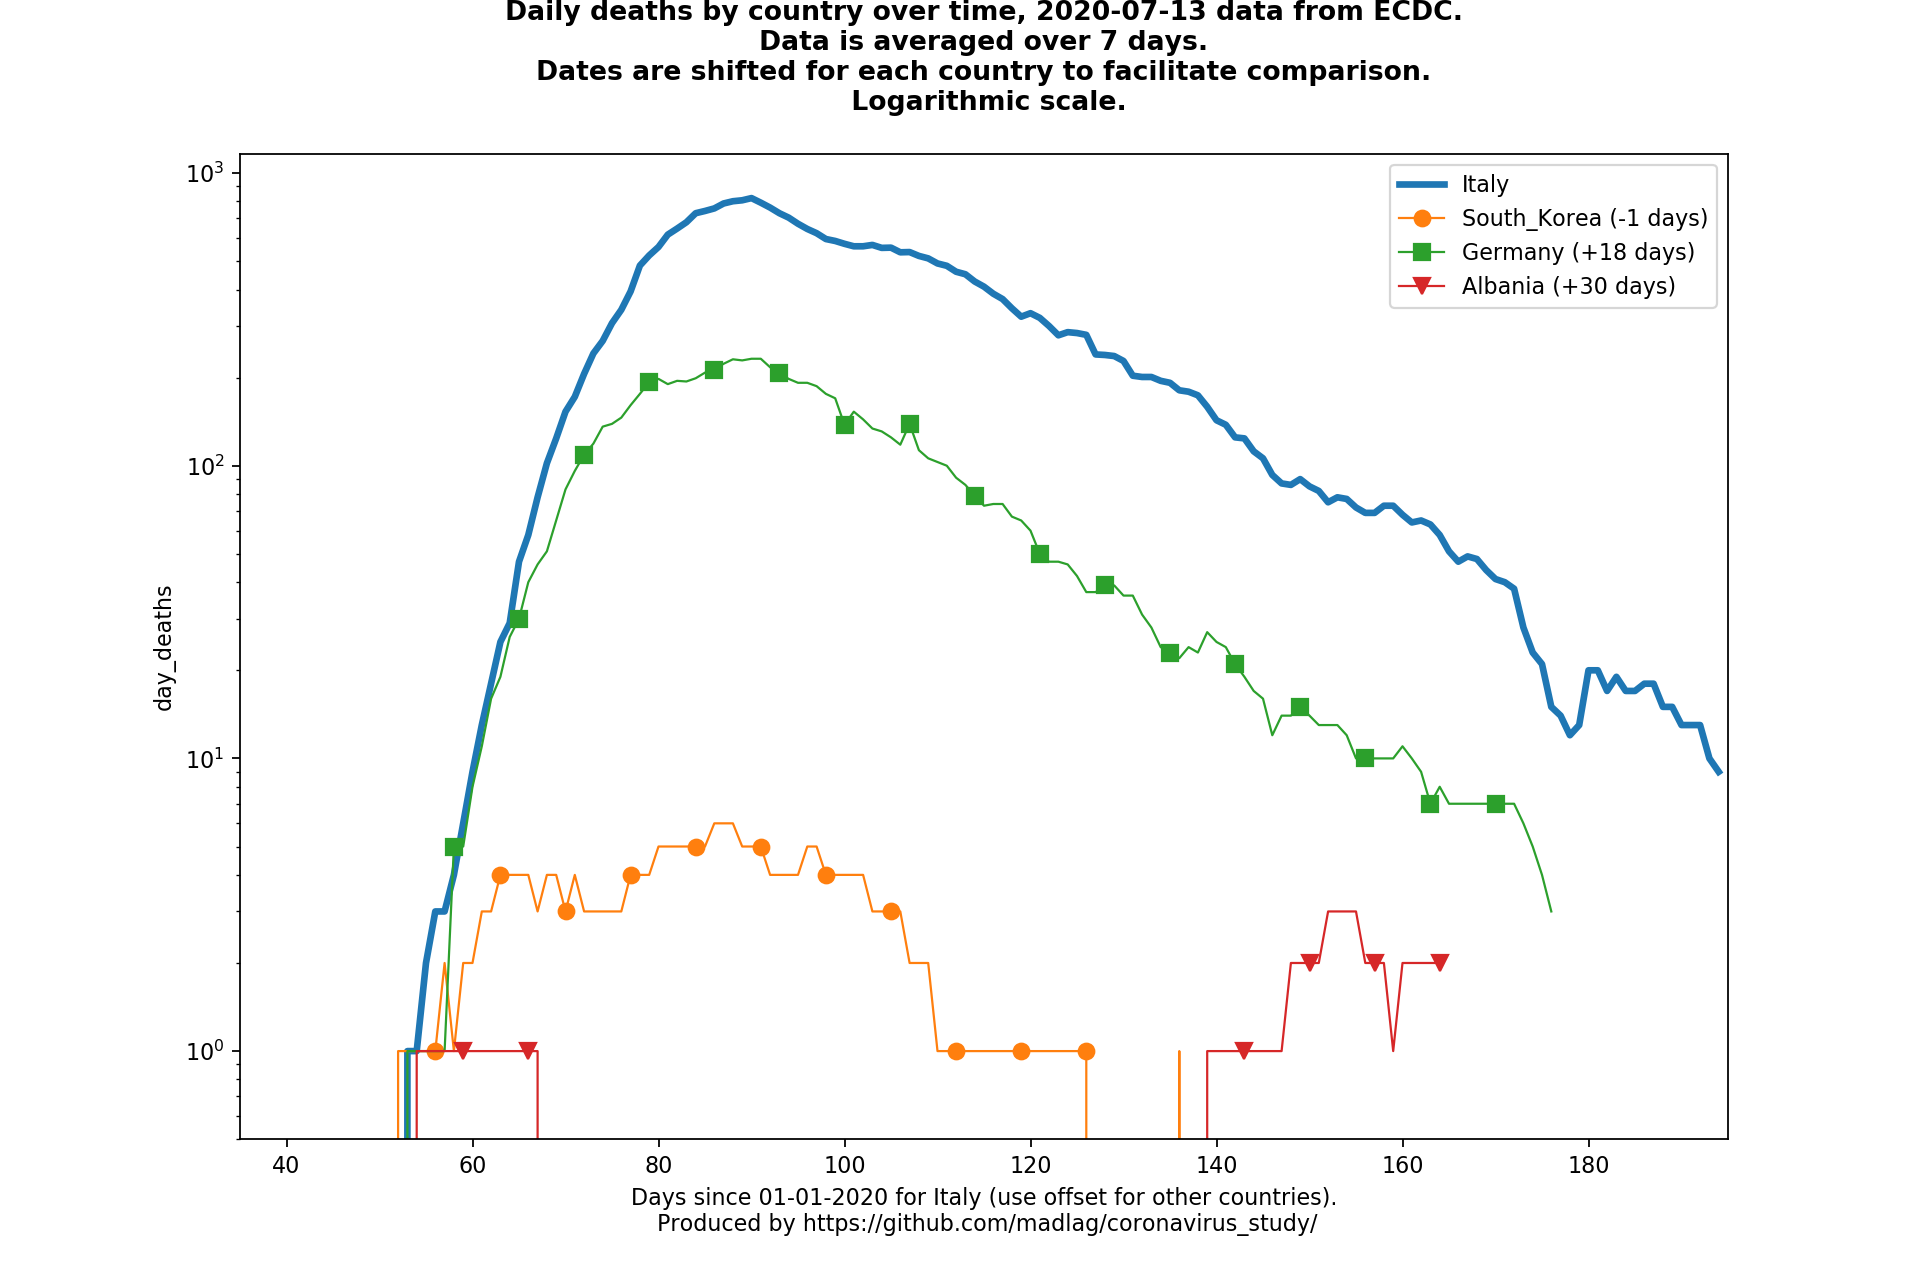 Daily deaths by country over time, 2020-07-13 data from ECDC.
Data is averaged over 7 days.
Dates are shifted for each country to facilitate comparison.
Logarithmic scale.
10³
10²
10¹
10⁰
day_deaths
Italy
South_Korea (-1 days)
Germany (+18 days)
Albania (+30 days)
40 60 80 100 120 140 160 180
Days since 01-01-2020 for Italy (use offset for other countries).
Produced by https://github.com/madlag/coronavirus_study/